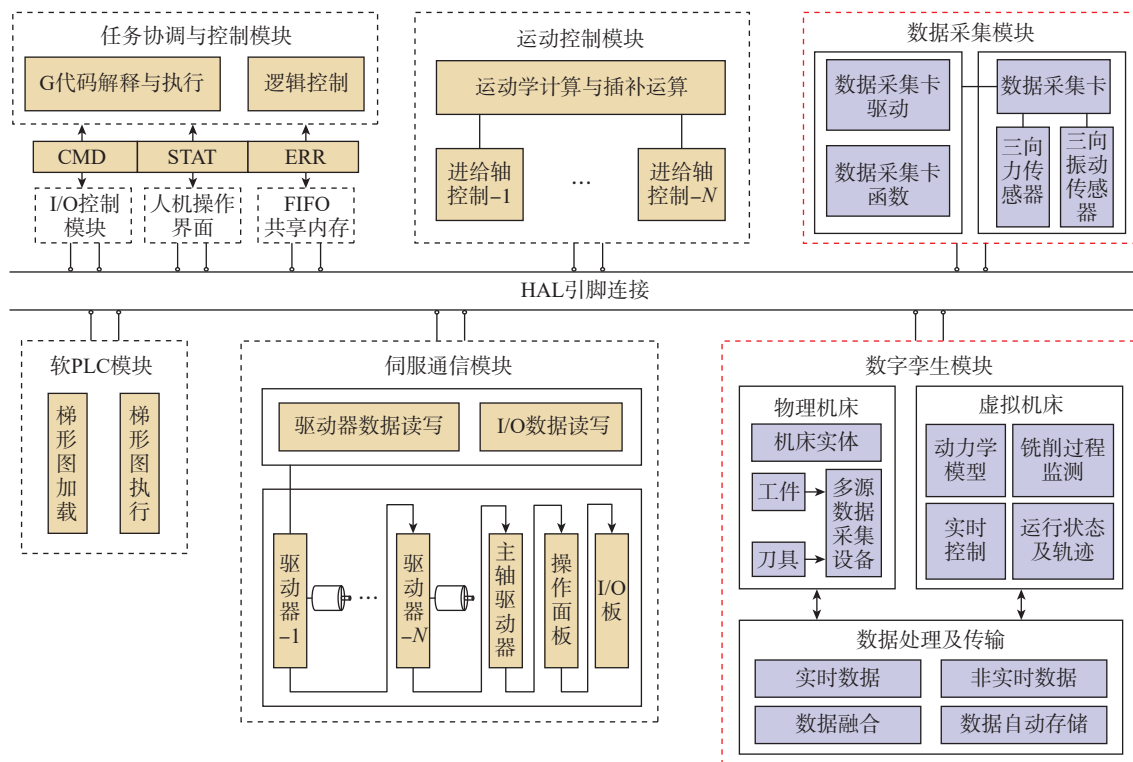 任务协调与控制模块
G代码解释与执行
逻辑控制
CMD
STAT
ERR
I/O控制
模块
人机操作
界面
FIFO
共享内存
运动控制模块
运动学计算与插补运算
进给轴
控制-1
...
进给轴
控制-N
数据采集模块
数据采集卡
驱动
数据采集卡
函数
数据采集卡
三向
力传
感器
三向
振动
传感
器
HAL引脚连接
软PLC模块
梯形图加载
梯形图执行
伺服通信模块
驱动器数据读写
I/O数据读写
驱动器-1
...
驱动器-N
主轴驱动器
操作面板
I/O
板
数字孪生模块
物理机床
机床实体
工件
刀具
多源
数据
采集
设备
虚拟机床
动力学
模型
铣削过程
监测
实时
控制
运行状态
及轨迹
数据处理及传输
实时数据
非实时数据
数据融合
数据自动存储